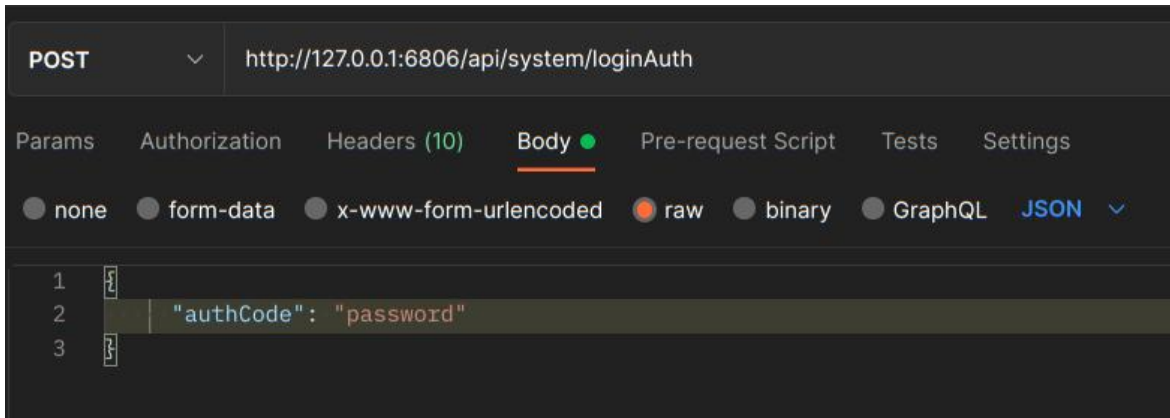 POST http://127.0.0.1:6806/api/system/loginAuth
Params Authorization Headers (10) Body Pre-request Script Tests Settings
none form-data x-www-form-urlencoded raw binary GraphQL JSON
1 {
2 "authCode": "password"
3 }